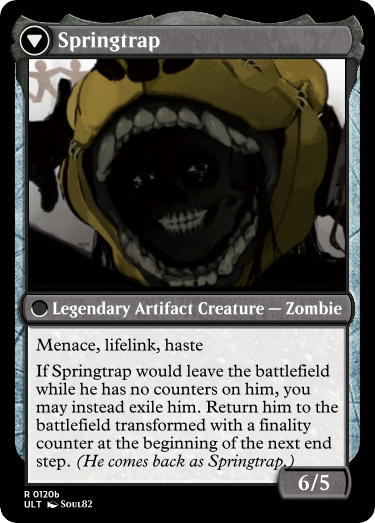 Springtrap
Legendary Artifact Creature — Zombie
Menace, lifelink, haste
If Springtrap would leave the battlefield
while he has no counters on him, you
may instead exile him. Return him to the
battlefield transformed with a finality
counter at the beginning of the next end
step. (He comes back as Springtrap.)
6/5
R 0120b
ULT SOUL82